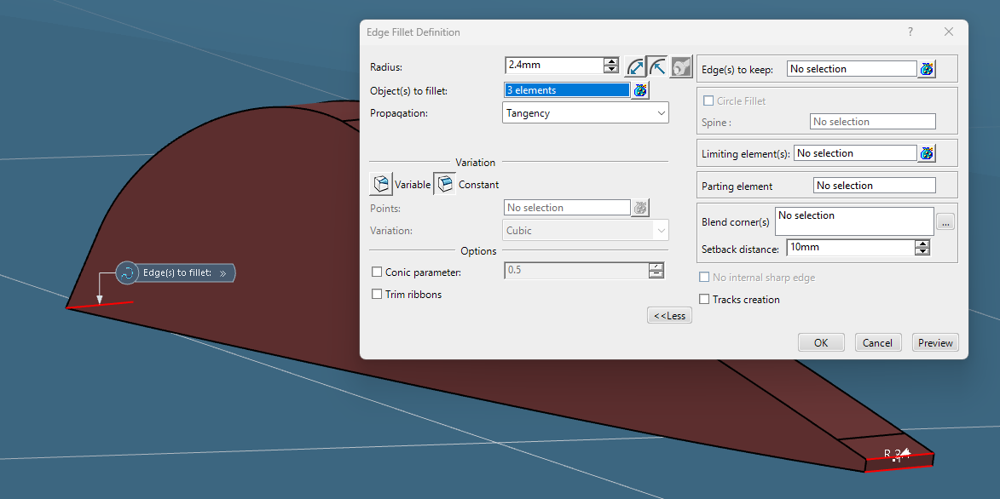 Edge Fillet Definition
?
Radius: 2.4mm
Object(s) to fillet: 3 elements
Propagation: Tangency
Variation
Variable Constant
Points: No selection
Variation: Cubic
Options
Conic parameter: 0.5
Trim ribbons
<<Less
Edge(s) to keep: No selection
Circle Fillet
Spine : No selection
Limiting element(s): No selection
Parting element No selection
Blend corner(s) No selection
...
Setback distance: 10mm
No internal sharp edge
Tracks creation
OK Cancel Preview
Edge(s) to fillet: »
R 2.4